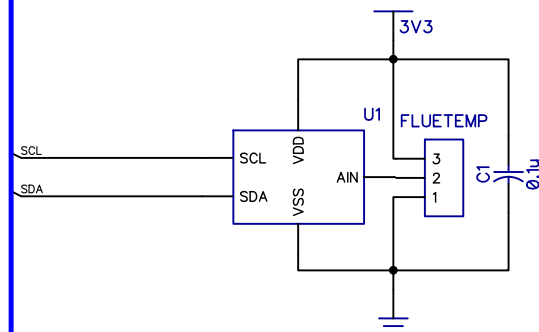 3V3
U1
FLUETEMP
SCL
SCL
VDD
3
C1
0.1u
AIN
2
SDA
SDA
VSS
1